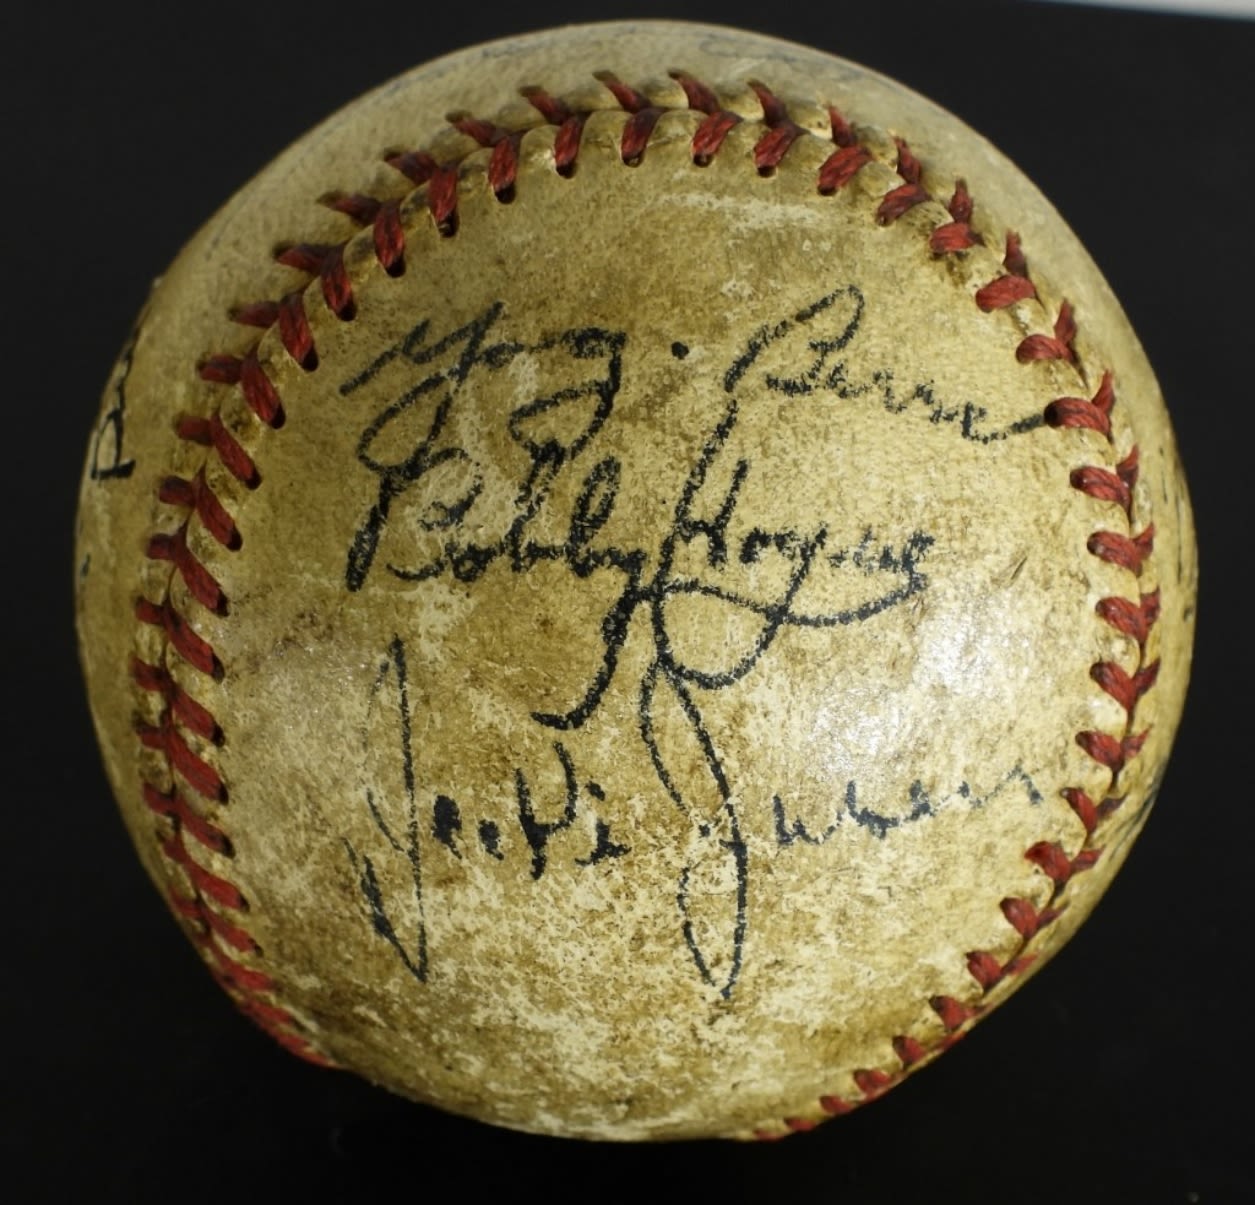 Yogi Berra
Bobby Hogue
Jackie Jensen